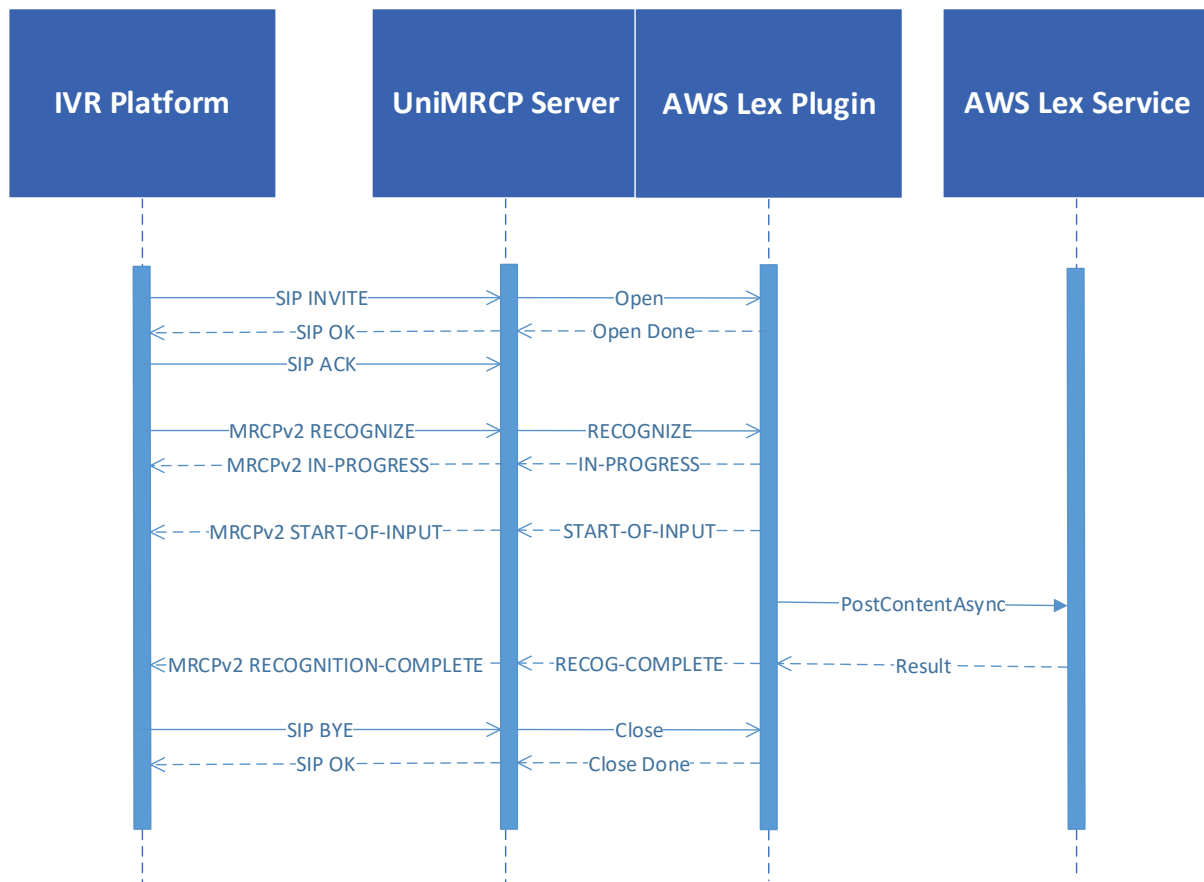 IVR Platform
UniMRCP Server
AWS Lex Plugin
AWS Lex Service
SIP INVITE
Open
SIP OK
Open Done
SIP ACK
MRCPv2 RECOGNIZE
RECOGNIZE
MRCPv2 IN-PROGRESS
IN-PROGRESS
MRCPv2 START-OF-INPUT
START-OF-INPUT
PostContentAsync
MRCPv2 RECOGNITION-COMPLETE
RECOG-COMPLETE
Result
SIP BYE
Close
SIP OK
Close Done